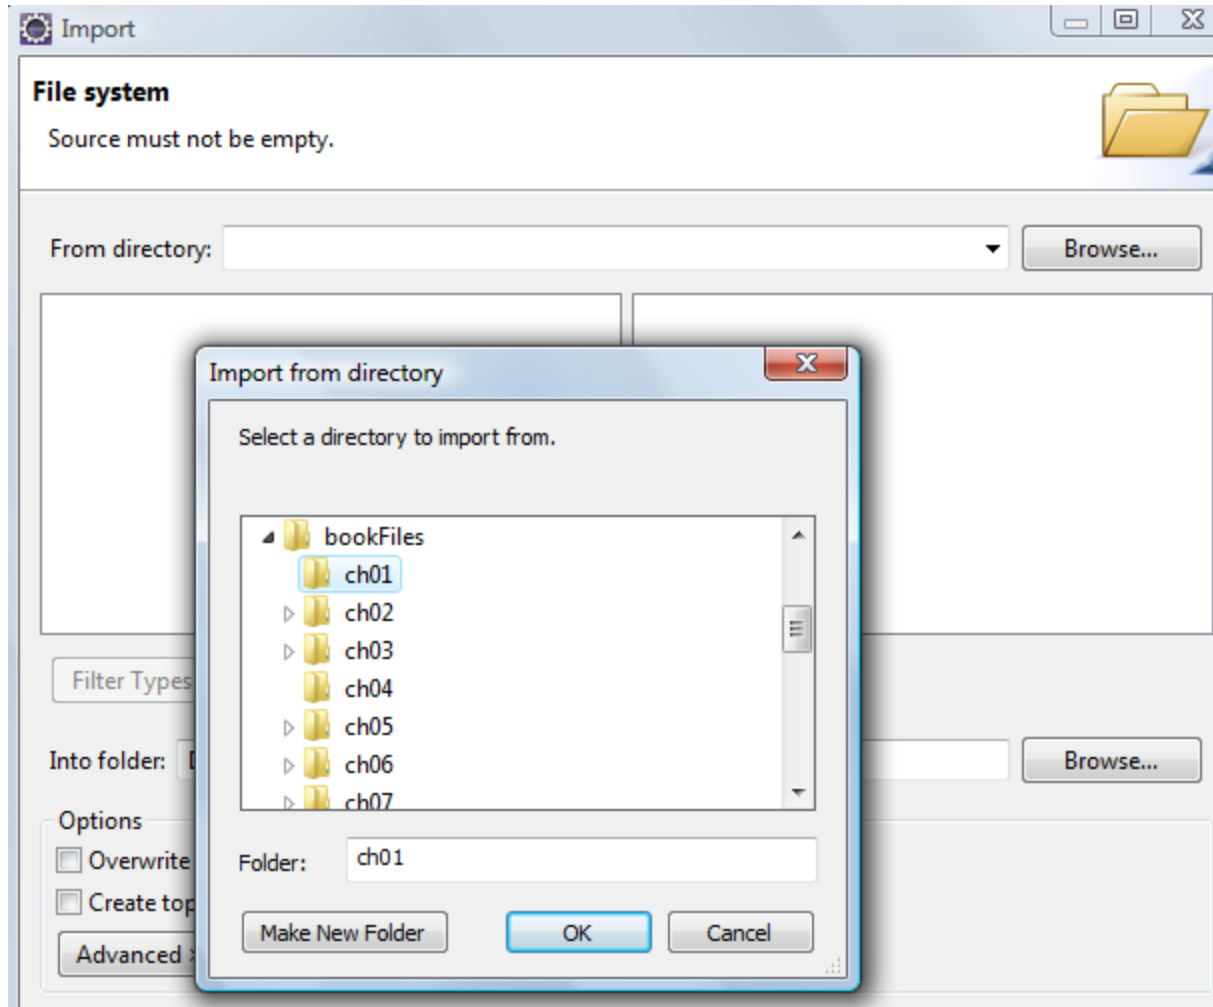 Import
File system
Source must not be empty.
From directory:
Browse...
Import from directory
Select a directory to import from.
bookFiles
ch01
ch02
ch03
ch04
ch05
ch06
ch07
Filter Types
Into folder:
Browse...
Options
Overwrite
Create top
Advanced
Folder: ch01
Make New Folder OK Cancel